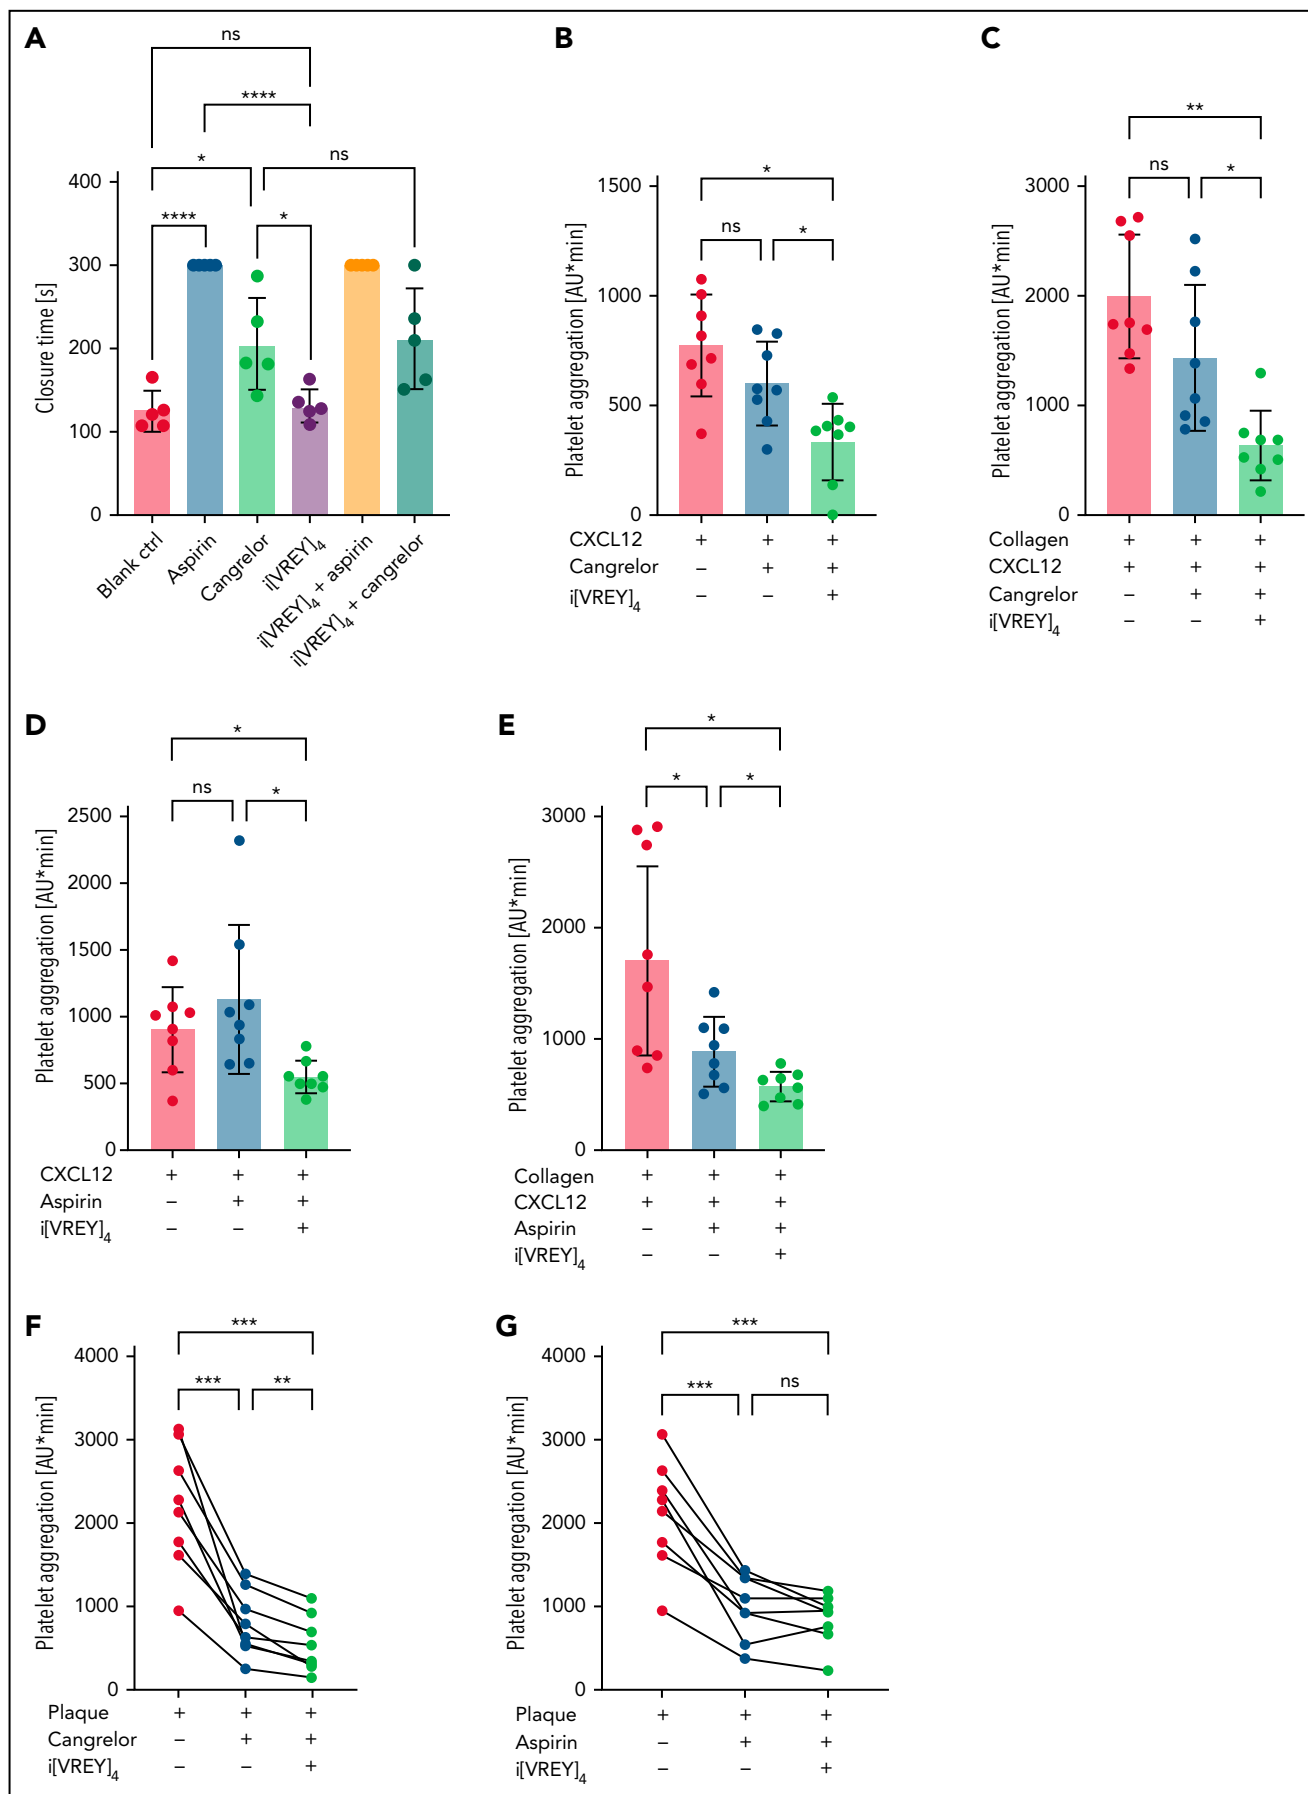 A
ns
****
*
ns
****
*
400
300
200
100
0
Closure time [s]
Blank ctrl
Aspirin
Cangrelor
i[VREY]4
i[VREY]4 + aspirin
i[VREY]4 + cangrelor
B
*
ns
*
1500
1000
500
0
Platelet aggregation [AU*min]
CXCL12 + + +
Cangrelor – + +
i[VREY]4 – – +
C
**
ns
*
3000
2000
1000
0
Platelet aggregation [AU*min]
Collagen + + +
CXCL12 + + +
Cangrelor – + +
i[VREY]4 – – +
D
*
ns
*
2500
2000
1500
1000
500
0
Platelet aggregation [AU*min]
CXCL12 + + +
Aspirin – + +
i[VREY]4 – – +
E
*
*
*
3000
2000
1000
0
Platelet aggregation [AU*min]
Collagen + + +
CXCL12 + + +
Aspirin – + +
i[VREY]4 – – +
F
***
***
**
4000
3000
2000
1000
0
Platelet aggregation [AU*min]
Plaque + + +
Cangrelor – + +
i[VREY]4 – – +
G
***
***
ns
4000
3000
2000
1000
0
Platelet aggregation [AU*min]
Plaque + + +
Aspirin – + +
i[VREY]4 – – +